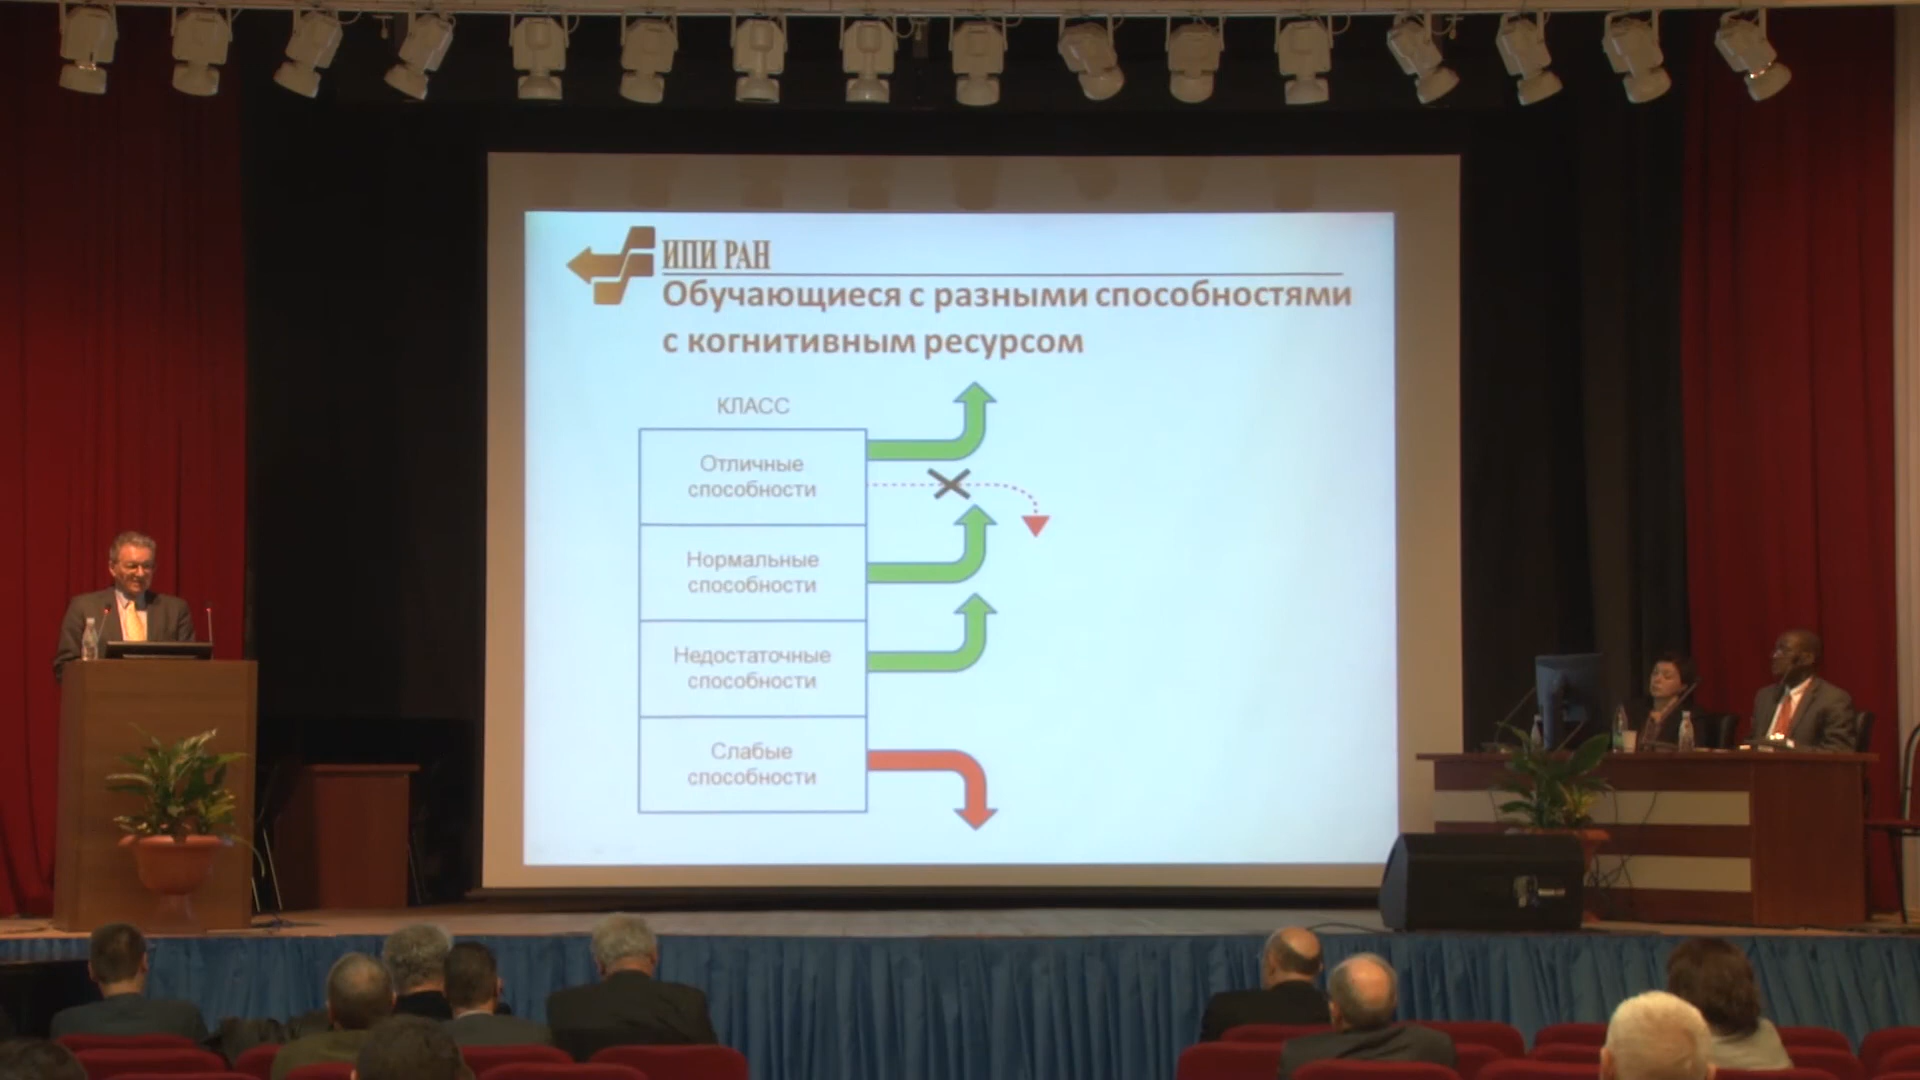 ИПИ РАН
Обучающиеся с разными способностями
с когнитивным ресурсом
КЛАСС
Отличные
способности
Нормальные
способности
Недостаточные
способности
Слабые
способности